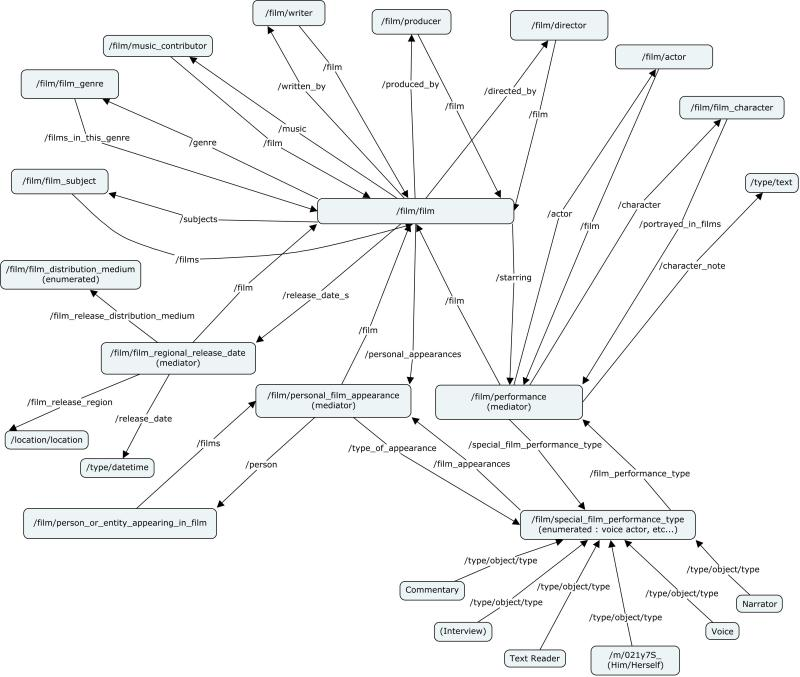 /film/writer
/film/producer
/film/director
/film/music_contributor
/film/actor
/film
/film/film_genre
/written_by
/produced_by
/directed_by
/film
/film/film_character
/film
/music
/films_in_this_genre
/genre
/film
/film/film_subject
/type/text
/film/film
/character
/actor
/subjects
/film
/portrayed_in_films
/films
/character_note
/film/film_distribution_medium
(enumerated)
/starring
/film
/release_date_s
/film
/film_release_distribution_medium
/film
/film/film_regional_release_date
(mediator)
/personal_appearances
/film/personal_film_appearance
(mediator)
/film/performance
(mediator)
/film_release_region
/release_date
/location/location
/films
/type_of_appearance
/special_film_performance_type
/type/datetime
/person
/film_appearances
/film_performance_type
/film/person_or_entity_appearing_in_film
/film/special_film_performance_type
(enumerated : voice actor, etc...)
/type/object/type
/type/object/type
Commentary
/type/object/type
/type/object/type
/type/object/type
Narrator
/type/object/type
(Interview)
Voice
Text Reader
/m/021y7S_
(Him/Herself)